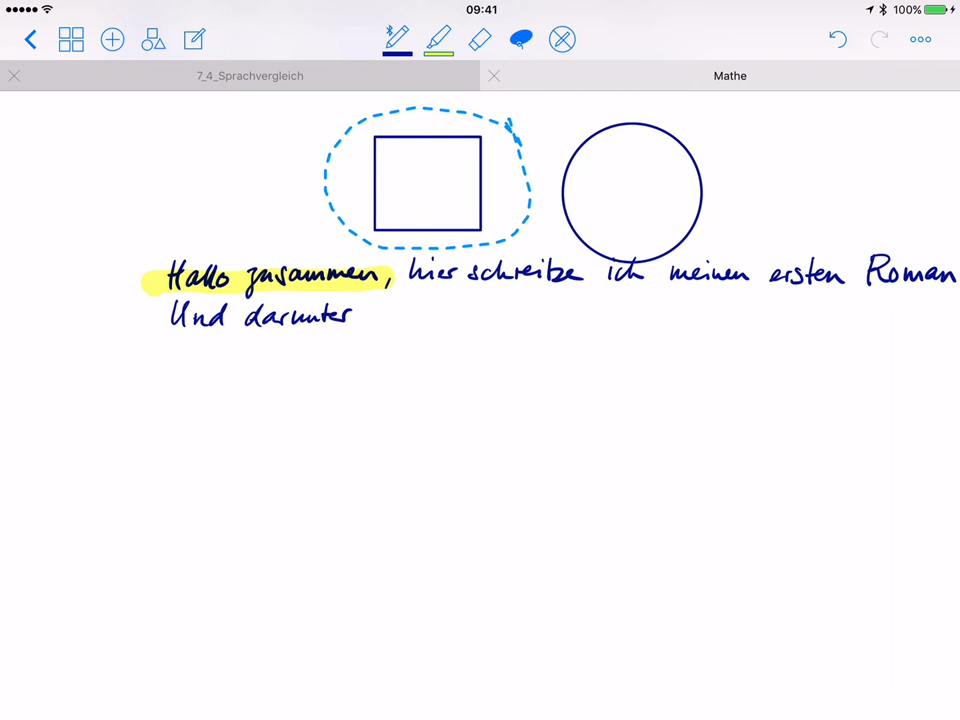 09:41
100%
7_4_Sprachvergleich
Mathe
Hallo zusammen, hier schreibe ich meinen ersten Roman
Und darunter